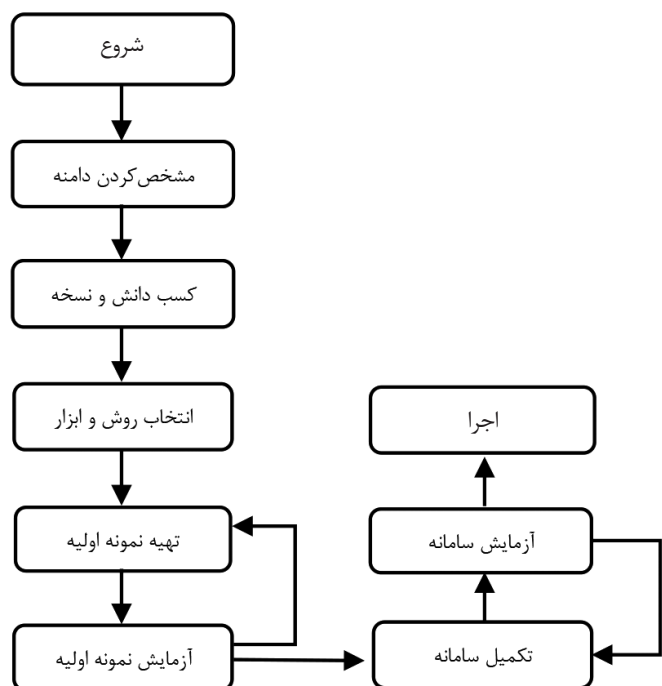 شروع
مشخص‌کردن دامنه
کسب دانش و نسخه
انتخاب روش و ابزار
تهیه نمونه اولیه
آزمایش نمونه اولیه
تکمیل سامانه
آزمایش سامانه
اجرا